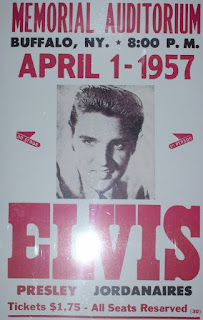 MEMORIAL AUDITORIUM
BUFFALO, NY. ★ 8:00 P. M.
APRIL 1 - 1957
ELVIS
PRESLEY JORDANAIRES
Tickets $1.75 - All Seats Reserved